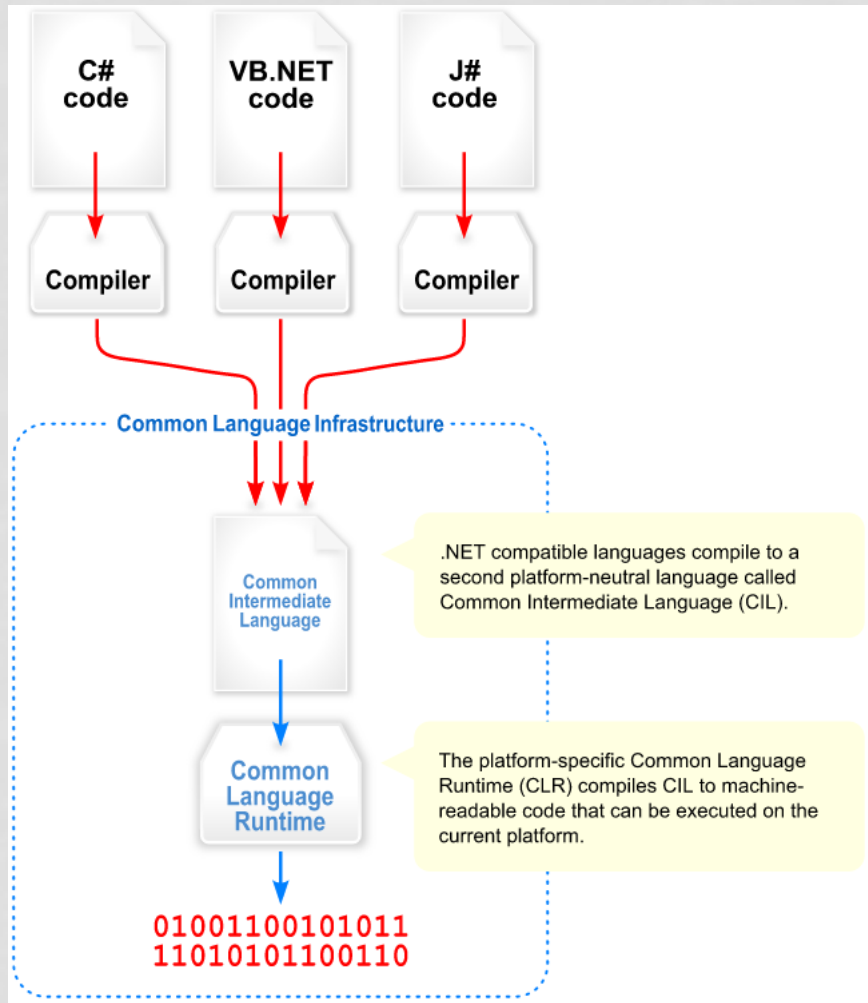 C#
code
VB.NET
code
J#
code
Compiler
Compiler
Compiler
Common Language Infrastructure
Common
Intermediate
Language
.NET compatible languages compile to a
second platform-neutral language called
Common Intermediate Language (CIL).
Common
Language
Runtime
The platform-specific Common Language
Runtime (CLR) compiles CIL to machine-
readable code that can be executed on the
current platform.
01001100101011
11010101100110